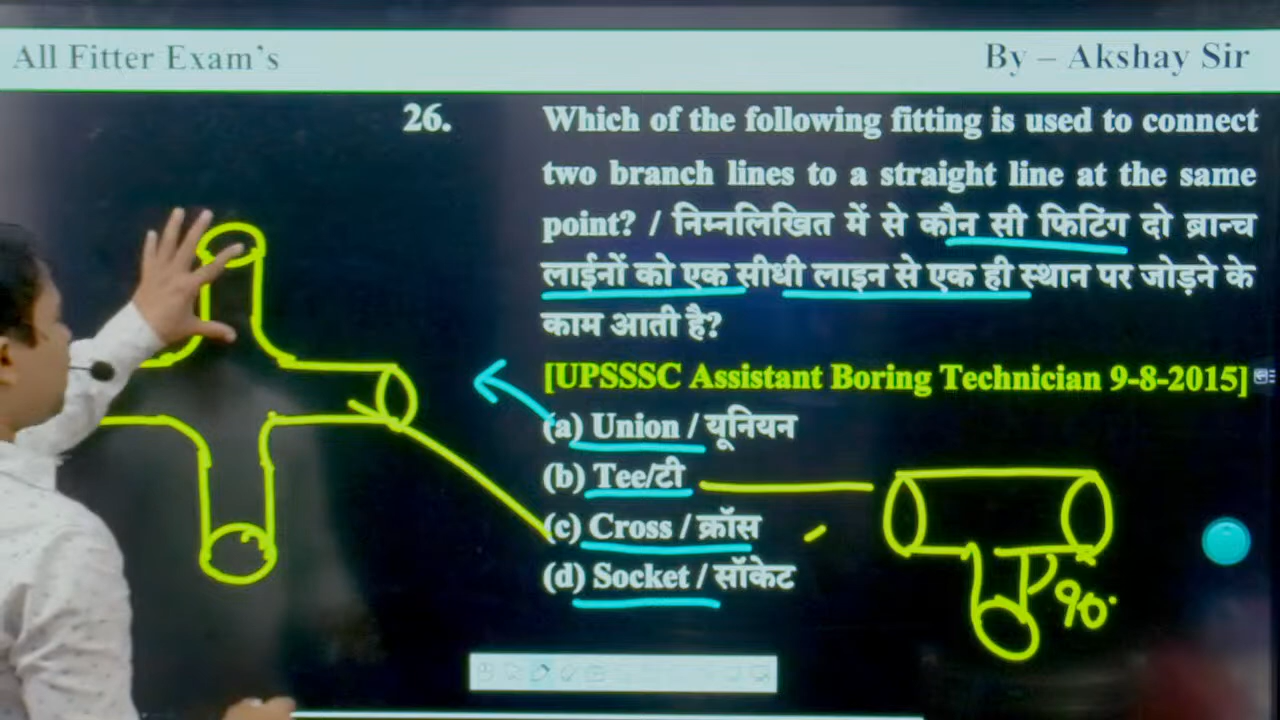 All Fitter Exam's
By – Akshay Sir
26.
Which of the following fitting is used to connect
two branch lines to a straight line at the same
point? / निम्नलिखित में से कौन सी फिटिंग दो ब्रान्च
लाईनों को एक सीधी लाइन से एक ही स्थान पर जोड़ने के
काम आती है?
[UPSSSC Assistant Boring Technician 9-8-2015]
(a) Union / यूनियन
(b) Tee/टी
(c) Cross / क्रॉस
(d) Socket / सॉकेट
90°